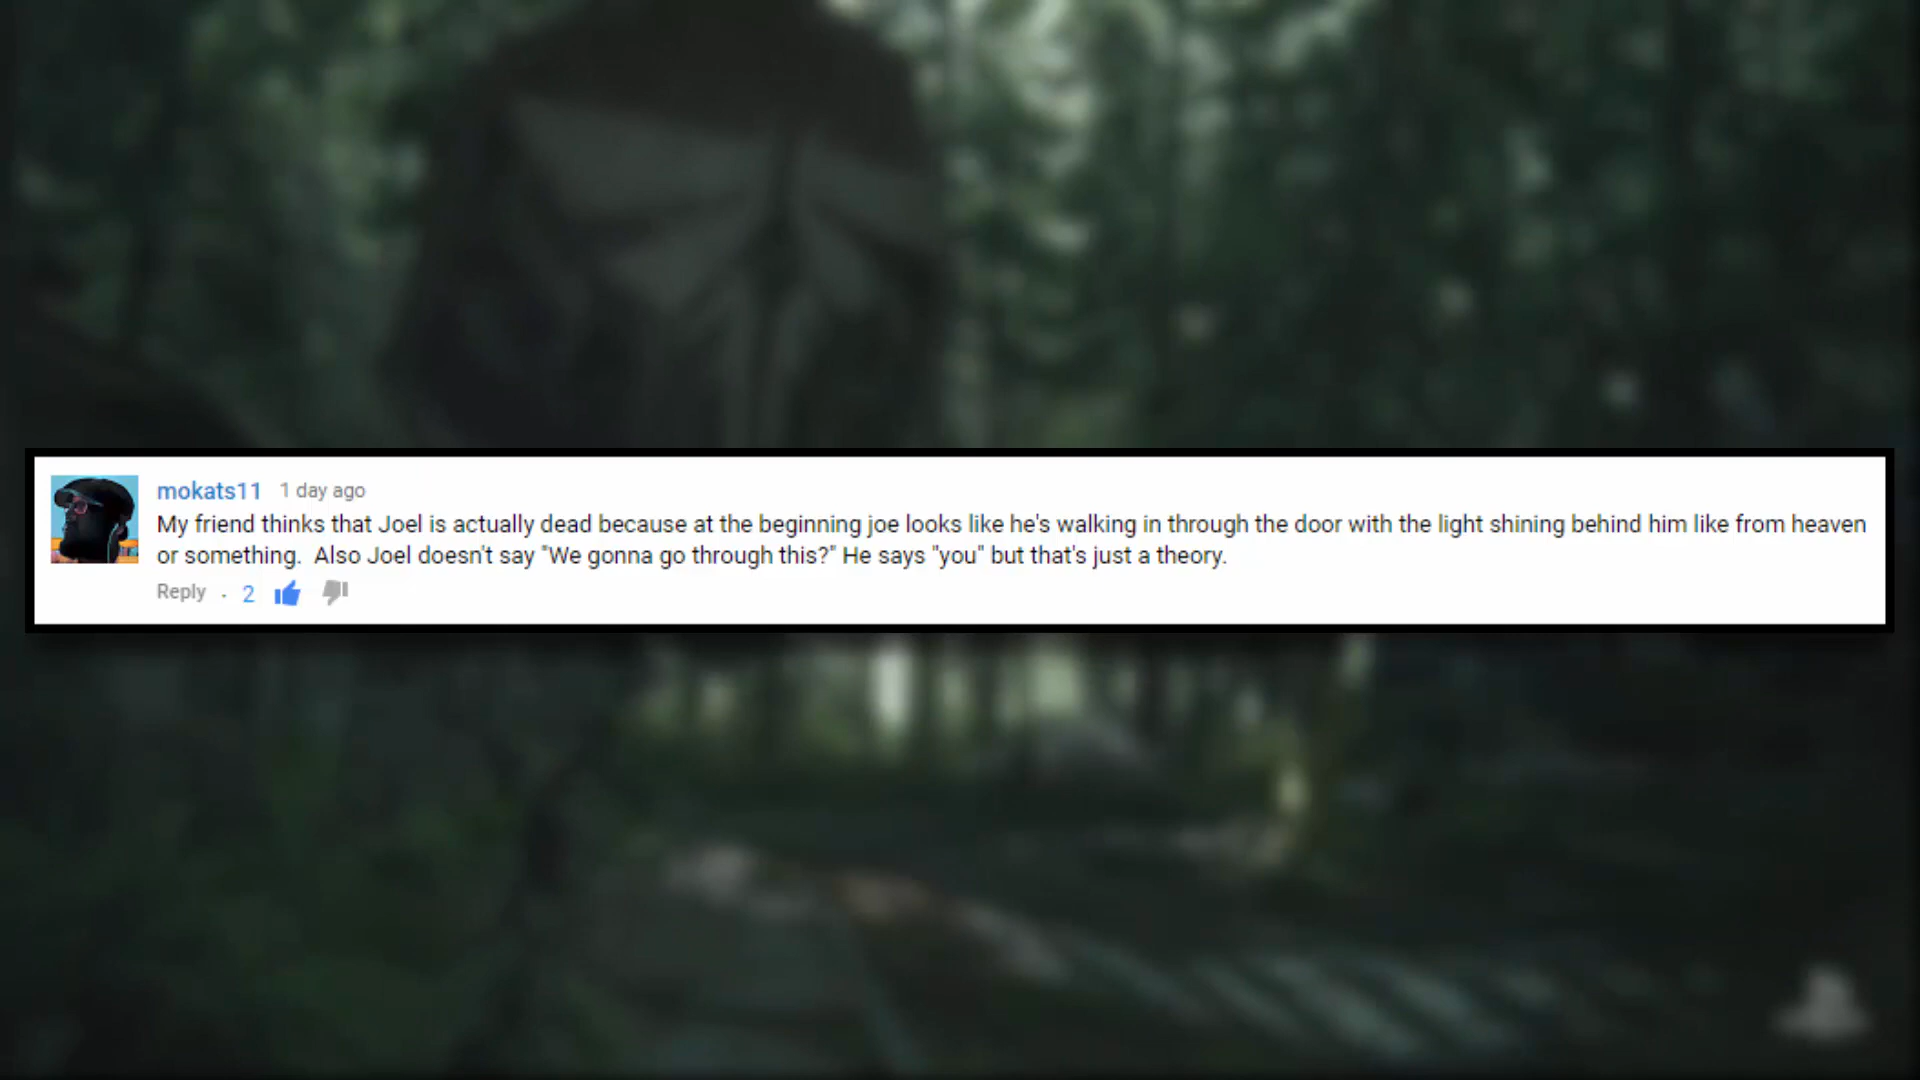 mokats11 1 day ago
My friend thinks that Joel is actually dead because at the beginning joe looks like he's walking in through the door with the light shining behind him like from heaven
or something.  Also Joel doesn't say "We gonna go through this?" He says "you" but that's just a theory.
Reply · 2